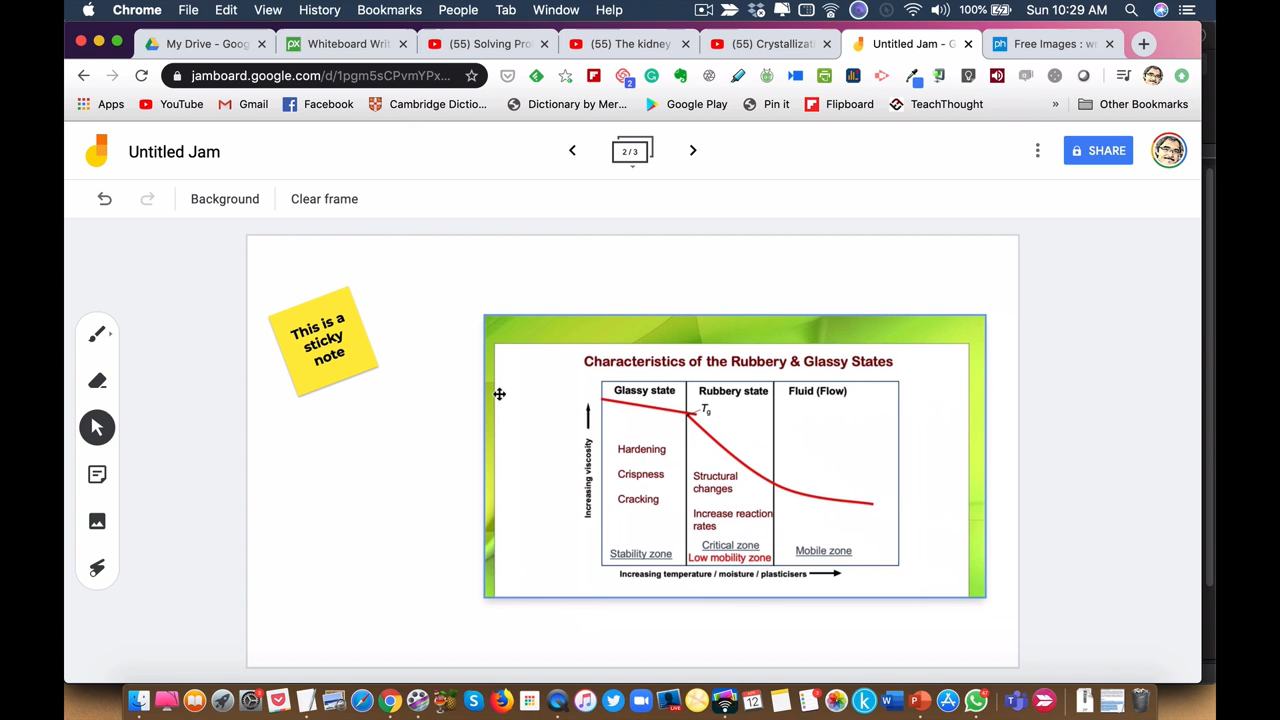 Chrome File Edit View History Bookmarks People Tab Window Help 100% Sun 10:29 AM
My Drive - Goog
Whiteboard Writ
(55) Solving Pro
(55) The kidney
(55) Crystallizati
Untitled Jam - G
Free Images : wr
jamboard.google.com/d/1pgm5sCPvmYPx...
2
Apps YouTube Gmail Facebook Cambridge Dictio... Dictionary by Mer... Google Play Pin it Flipboard TeachThought » Other Bookmarks
Untitled Jam
2 / 3
SHARE
Background Clear frame
This is a
sticky
note
Characteristics of the Rubbery & Glassy States
Glassy state Rubbery state Fluid (Flow)
Tg
Increasing viscosity
Hardening
Crispness
Cracking
Structural
changes
Increase reaction
rates
Stability zone
Critical zone
Low mobility zone
Mobile zone
Increasing temperature / moisture / plasticisers